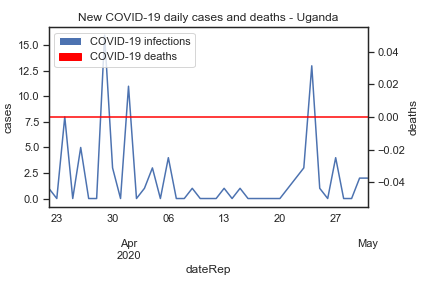 New COVID-19 daily cases and deaths - Uganda
COVID-19 infections
COVID-19 deaths
15.0
12.5
10.0
7.5
5.0
2.5
0.0
cases
0.04
0.02
0.00
−0.02
−0.04
deaths
23 30 06 13 20 27
Apr May
2020
dateRep